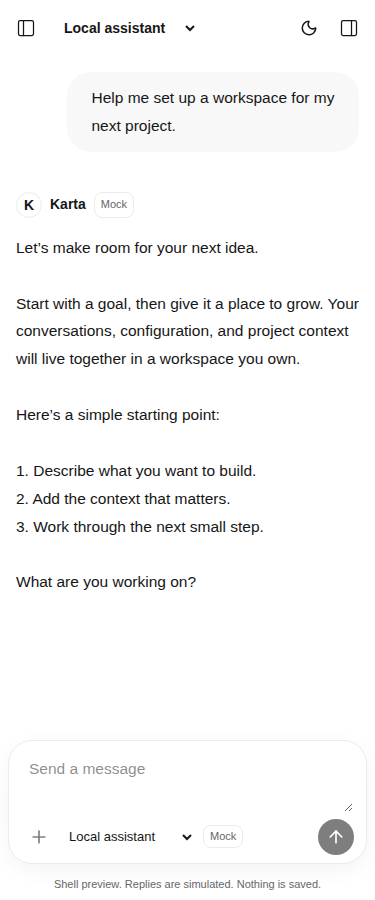 Local assistant
Help me set up a workspace for my
next project.
K Karta Mock
Let’s make room for your next idea.
Start with a goal, then give it a place to grow. Your
conversations, configuration, and project context
will live together in a workspace you own.
Here’s a simple starting point:
1. Describe what you want to build.
2. Add the context that matters.
3. Work through the next small step.
What are you working on?
Send a message
Local assistant Mock
Shell preview. Replies are simulated. Nothing is saved.